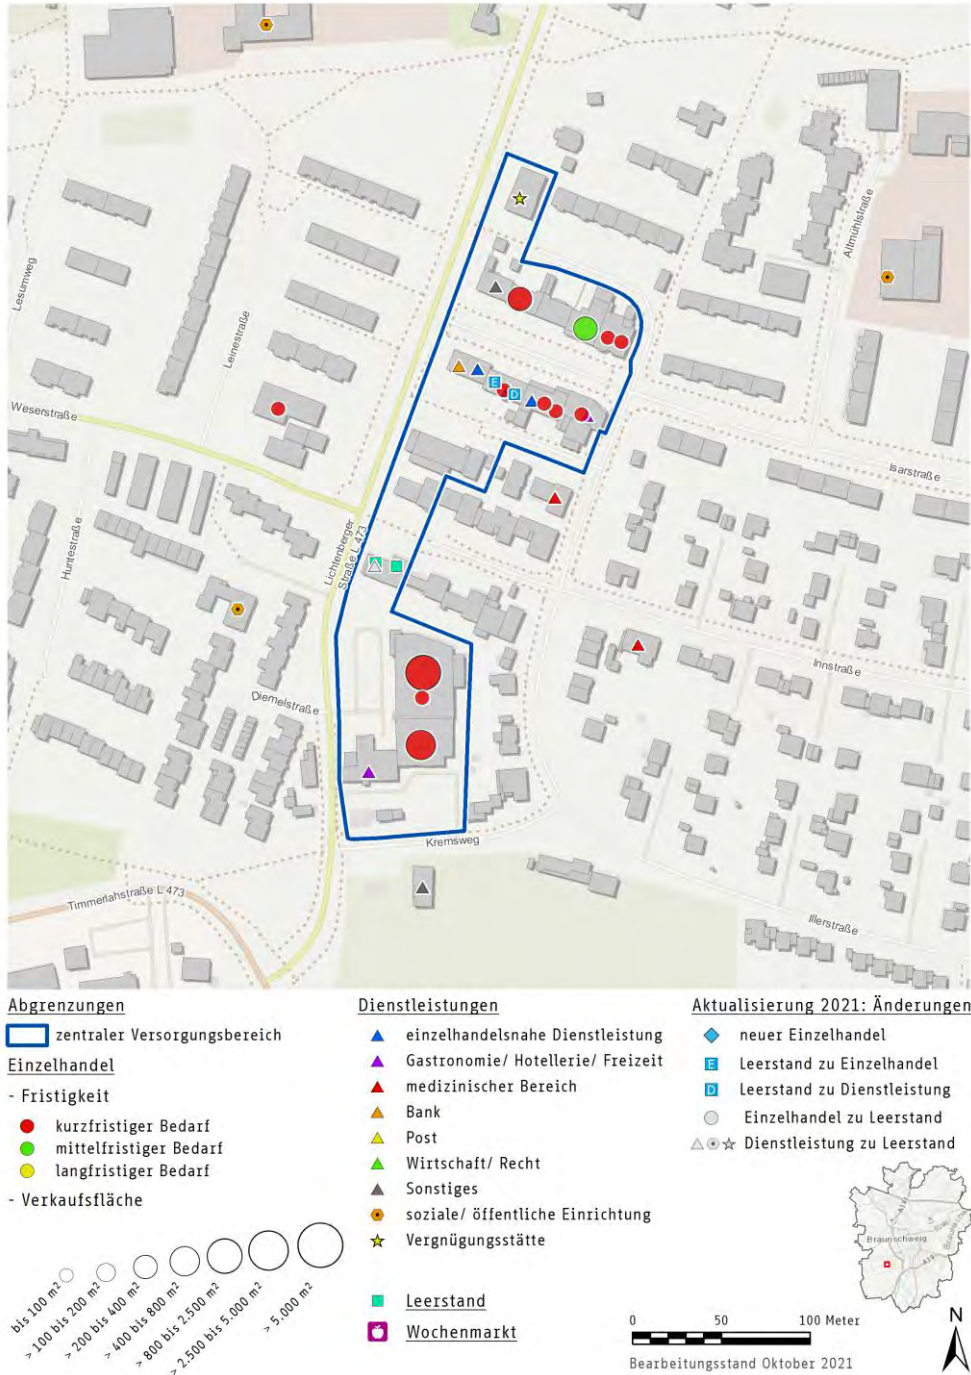 Altmühlstraße
Lesumweg
Leinestraße
Weserstraße
Isarstraße
Huntestraße
Lichtenberger
Straße L 473
Innstraße
Diemelstraße
Kremsweg
Timmerlahstraße L 473
Illerstraße
E
D
Abgrenzungen
zentraler Versorgungsbereich
Einzelhandel
- Fristigkeit
kurzfristiger Bedarf
mittelfristiger Bedarf
langfristiger Bedarf
- Verkaufsfläche
bis 100 m²
> 100 bis 200 m²
> 200 bis 400 m²
> 400 bis 800 m²
> 800 bis 2.500 m²
> 2.500 bis 5.000 m²
> 5.000 m²
Dienstleistungen
einzelhandelsnahe Dienstleistung
Gastronomie/ Hotellerie/ Freizeit
medizinischer Bereich
Bank
Post
Wirtschaft/ Recht
Sonstiges
soziale/ öffentliche Einrichtung
Vergnügungsstätte
Leerstand
Wochenmarkt
Aktualisierung 2021: Änderungen
neuer Einzelhandel
E Leerstand zu Einzelhandel
D Leerstand zu Dienstleistung
Einzelhandel zu Leerstand
Dienstleistung zu Leerstand
Braunschweig
0 50 100 Meter
Bearbeitungsstand Oktober 2021
N